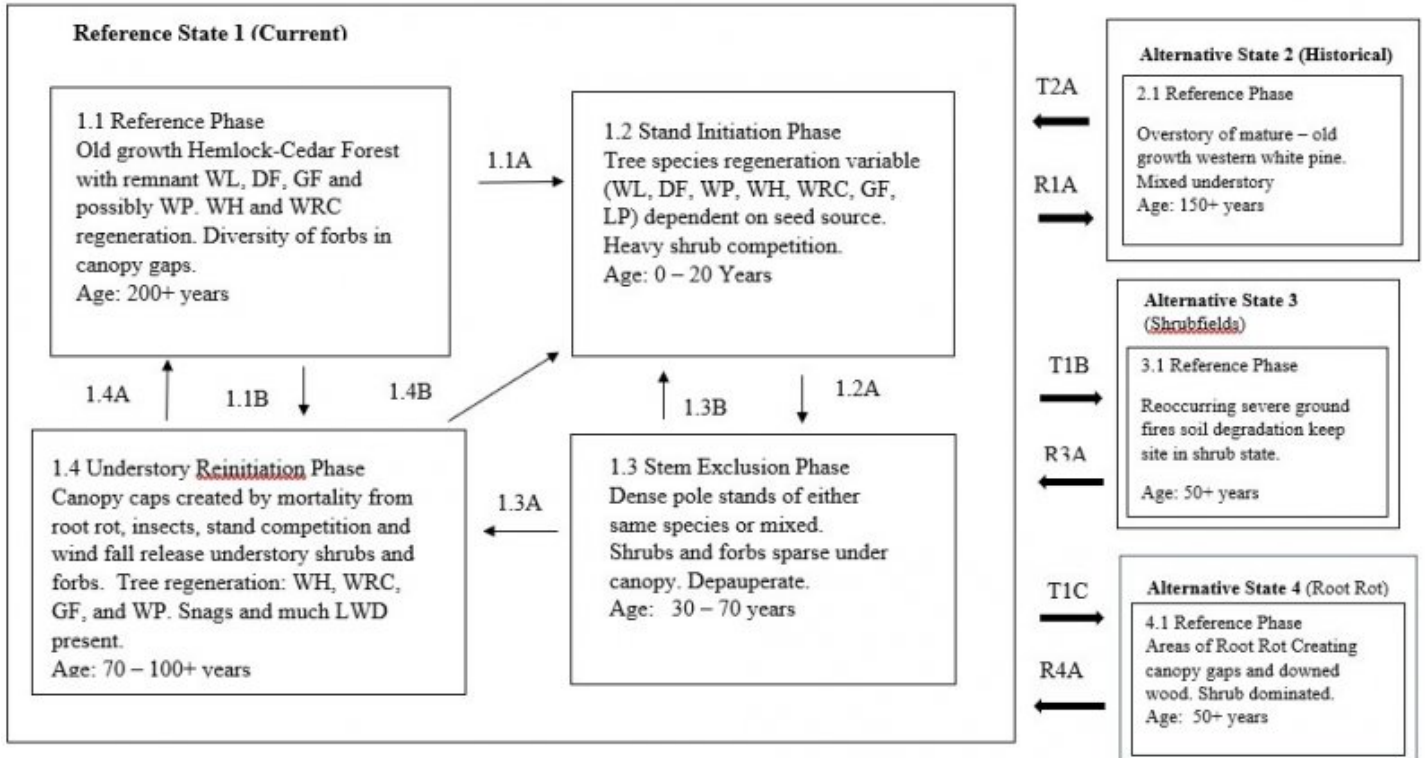 Reference State 1 (Current)
1.1 Reference Phase
Old growth Hemlock-Cedar Forest
with remnant WL, DF, GF and
possibly WP. WH and WRC
regeneration. Diversity of forbs in
canopy gaps.
Age: 200+ years
1.1A
1.2 Stand Initiation Phase
Tree species regeneration variable
(WL, DF, WP, WH, WRC, GF,
LP) dependent on seed source.
Heavy shrub competition.
Age: 0 – 20 Years
1.4A
1.1B
1.4B
1.3B
1.2A
1.4 Understory Reinitiation Phase
Canopy caps created by mortality from
root rot, insects, stand competition and
wind fall release understory shrubs and
forbs. Tree regeneration: WH, WRC,
GF, and WP. Snags and much LWD
present.
Age: 70 – 100+ years
1.3A
1.3 Stem Exclusion Phase
Dense pole stands of either
same species or mixed.
Shrubs and forbs sparse under
canopy. Depauperate.
Age: 30 – 70 years
T2A
R1A
Alternative State 2 (Historical)
2.1 Reference Phase
Overstory of mature – old
growth western white pine.
Mixed understory
Age: 150+ years
T1B
R3A
Alternative State 3
(Shrubfields)
3.1 Reference Phase
Reoccurring severe ground
fires soil degradation keep
site in shrub state.
Age: 50+ years
T1C
R4A
Alternative State 4 (Root Rot)
4.1 Reference Phase
Areas of Root Rot Creating
canopy gaps and downed
wood. Shrub dominated.
Age: 50+ years